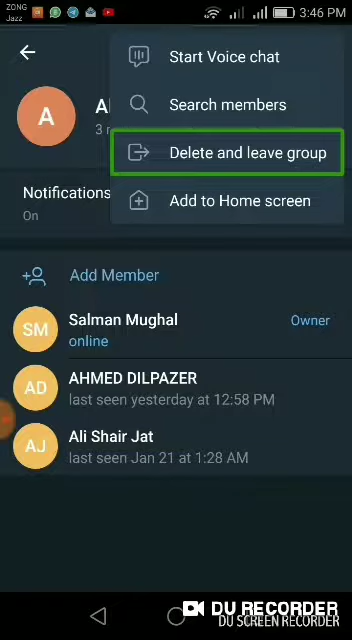 ZONG
Jazz
3:46 PM
Start Voice chat
A
Search members
Delete and leave group
Notifications
On
Add to Home screen
Add Member
SM
Salman Mughal
Owner
online
AD
AHMED DILPAZER
last seen yesterday at 12:58 PM
AJ
Ali Shair Jat
last seen Jan 21 at 1:28 AM
DU RECORDER
DU SCREEN RECORDER